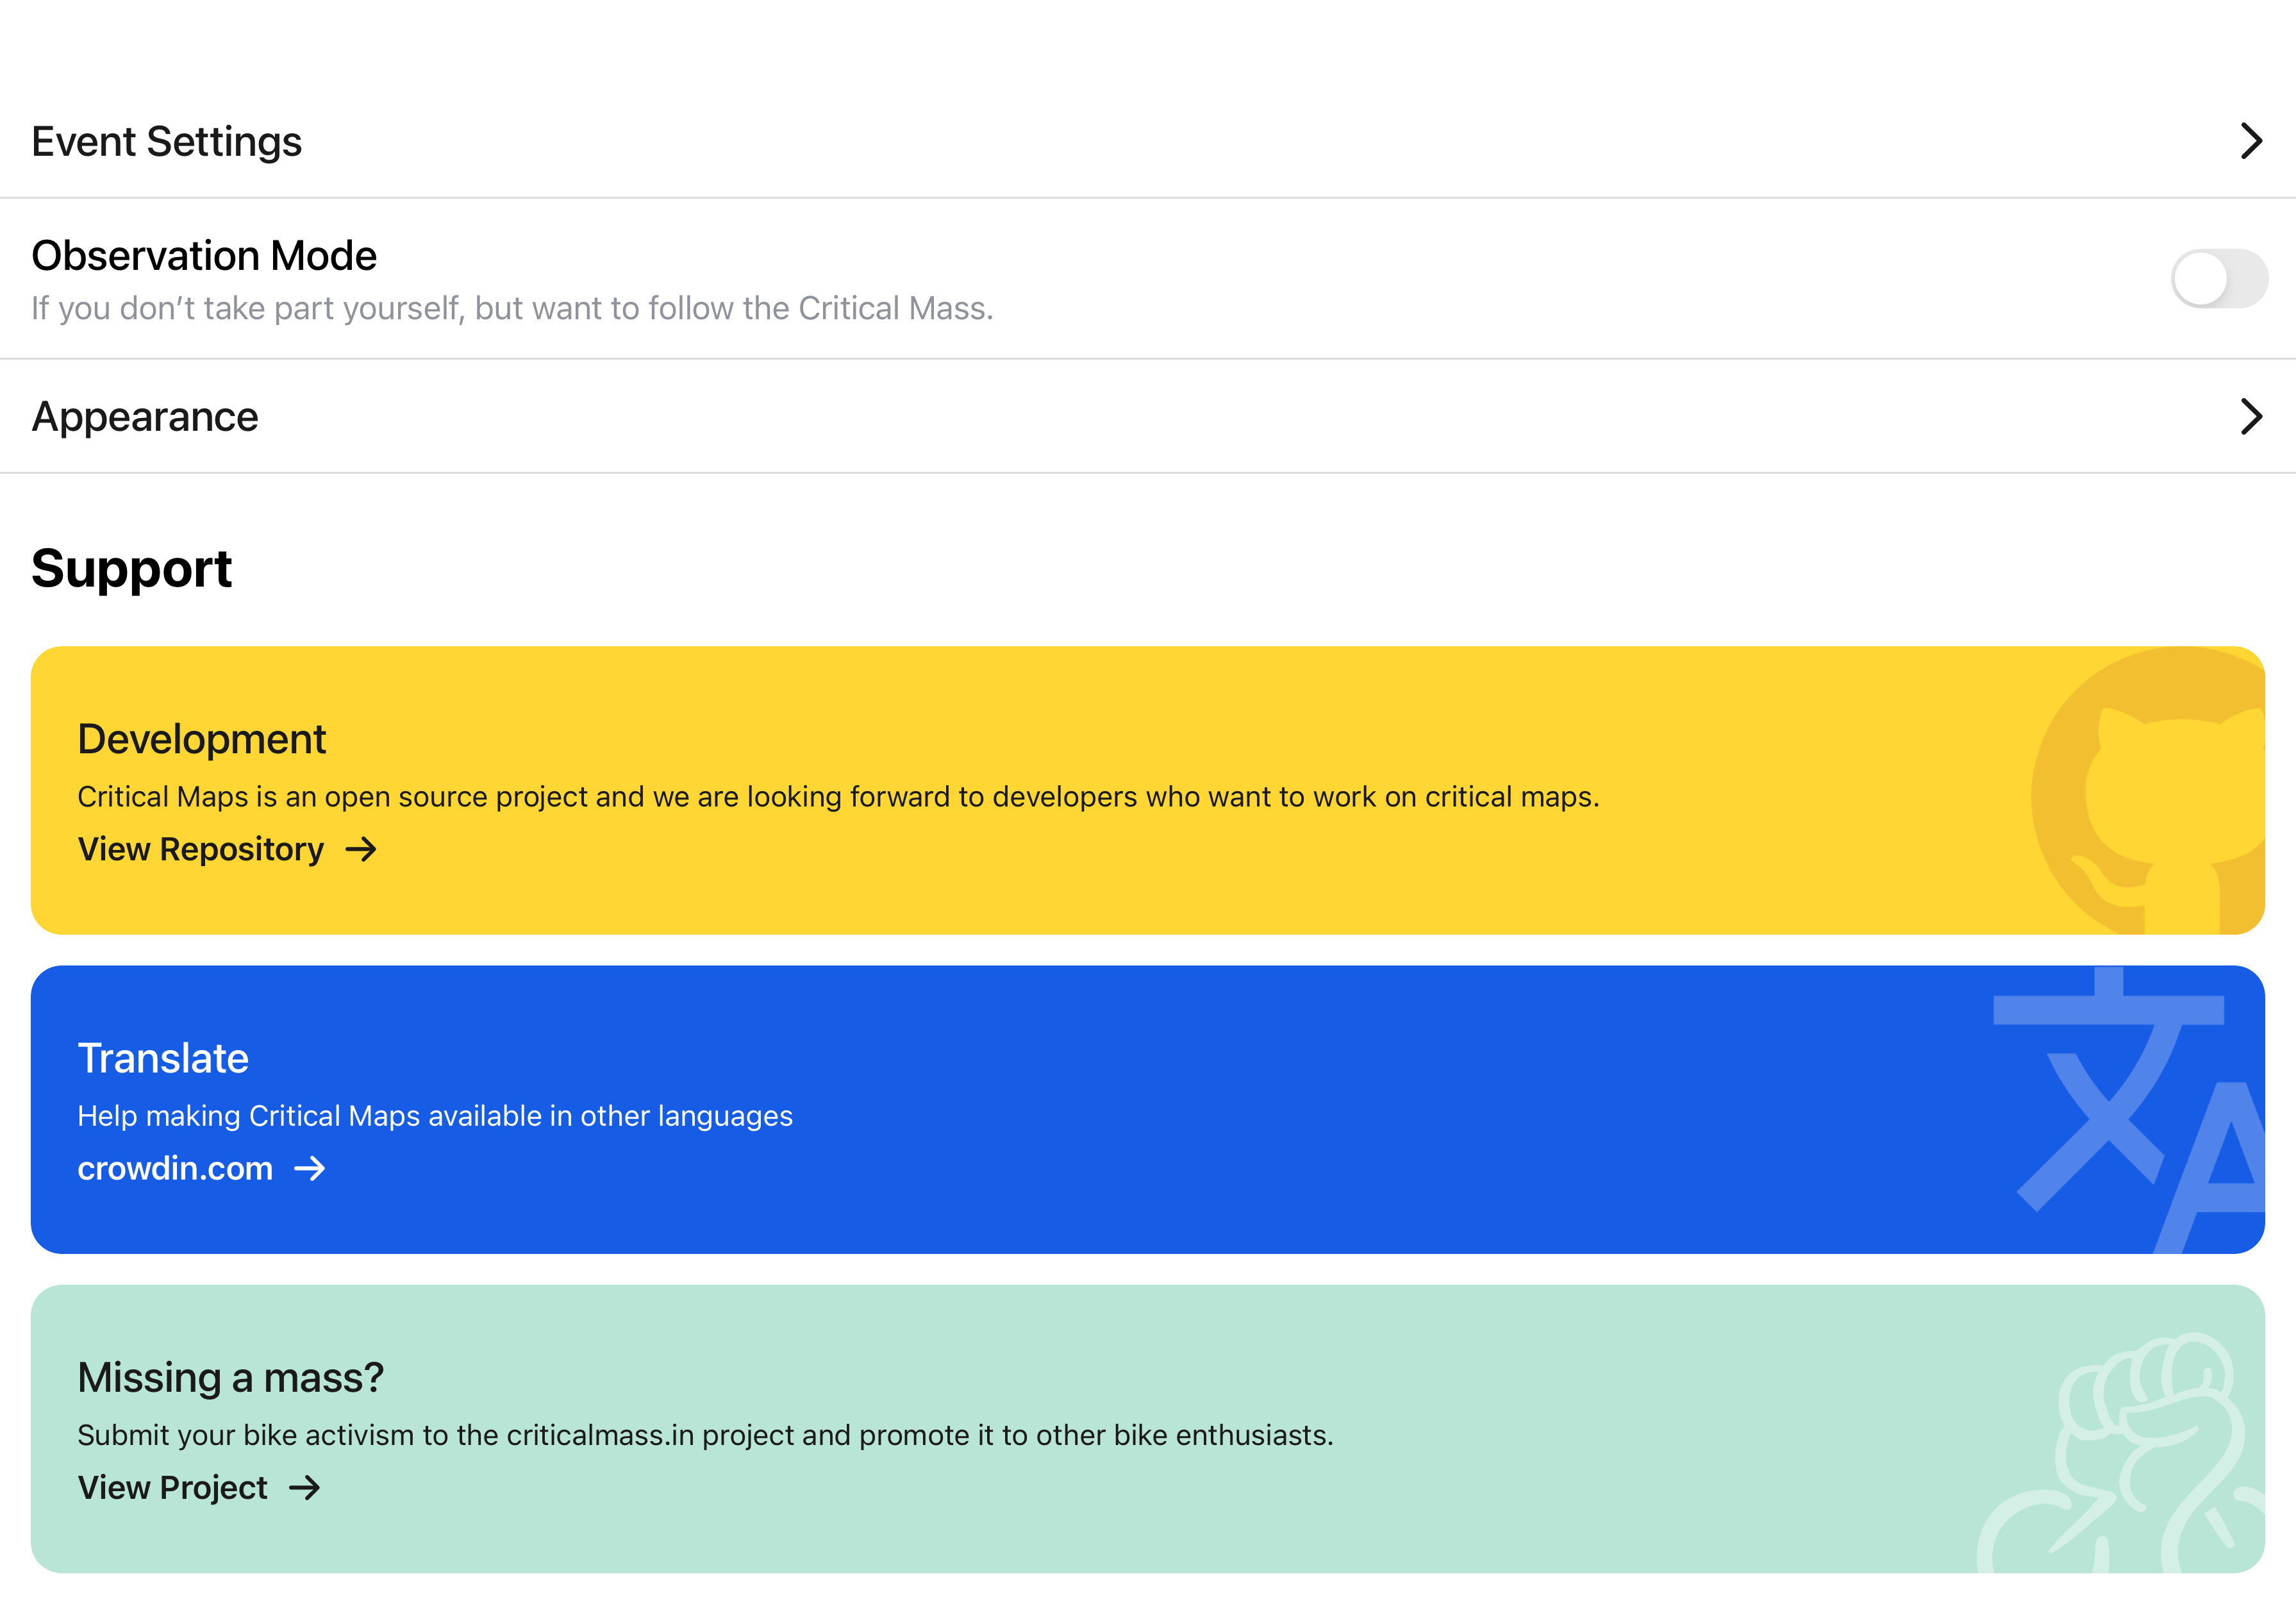 Event Settings
Observation Mode
If you don’t take part yourself, but want to follow the Critical Mass.
Appearance
Support
Development
Critical Maps is an open source project and we are looking forward to developers who want to work on critical maps.
View Repository
Translate
Help making Critical Maps available in other languages
crowdin.com
Missing a mass?
Submit your bike activism to the criticalmass.in project and promote it to other bike enthusiasts.
View Project
文A